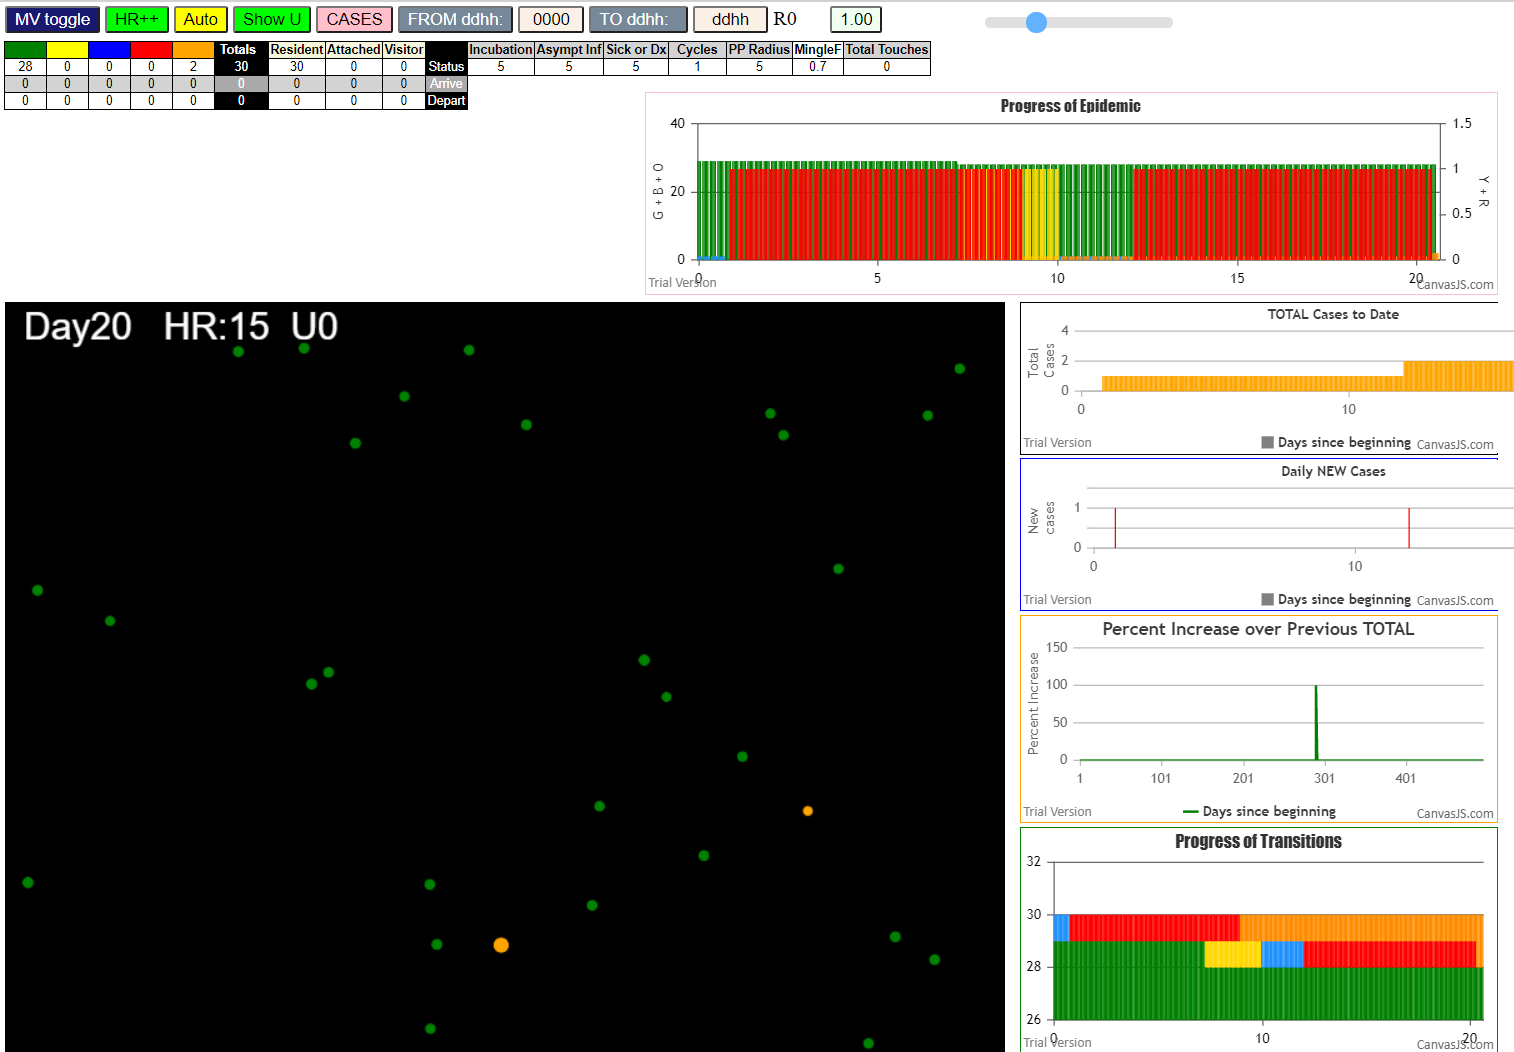 MV toggle HR++ Auto Show U CASES FROM ddhh: 0000 TO ddhh: ddhh R0 1.00
Totals Resident Attached Visitor Incubation Asympt Inf Sick or Dx Cycles PP Radius MingleF Total Touches
28 0 0 0 2 30 30 0 0 Status 5 5 5 1 5 0.7 0
0 0 0 0 0 0 0 0 0 Arrive
0 0 0 0 0 0 0 0 0 Depart
Progress of Epidemic
40 1.5
1
20
0.5
0 0
G + B + O
Y + R
0 5 10 15 20
Trial Version CanvasJS.com
Day20 HR:15 U0
TOTAL Cases to Date
4
2
0
Total
Cases
0 10
Days since beginning
Trial Version CanvasJS.com
Daily NEW Cases
1
0
New
cases
0 10
Days since beginning
Trial Version CanvasJS.com
Percent Increase over Previous TOTAL
150
100
50
0
Percent Increase
1 101 201 301 401
Days since beginning
Trial Version CanvasJS.com
Progress of Transitions
32
30
28
26
0 10 20
Trial Version CanvasJS.com